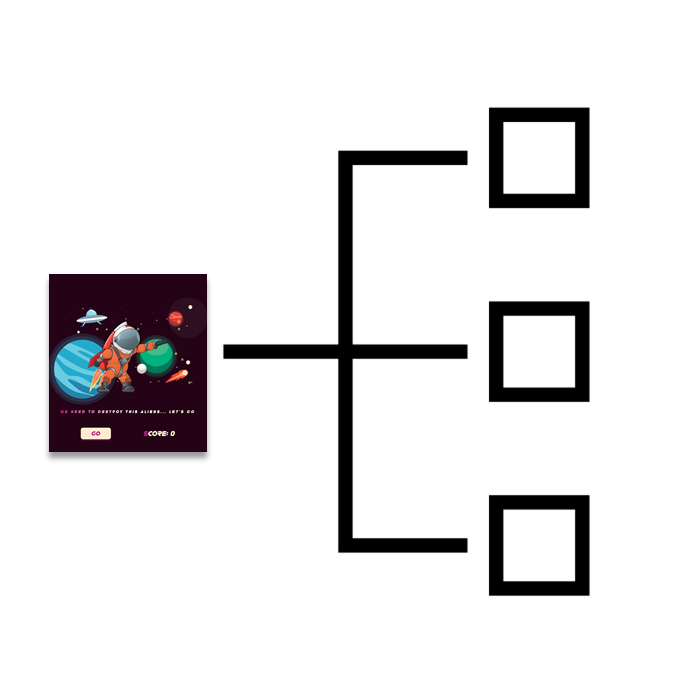 WE NEED TO DESTROY THIS ALIENS... LET'S GO
GO
SCORE: 0